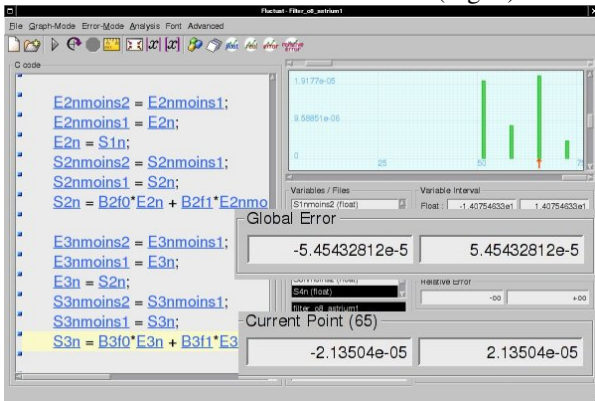 Fluctuat - Filter_o8_astrium1
File Graph-Mode Error-Mode Analysis Font Advanced
C code
E2nmoins2 = E2nmoins1;
E2nmoins1 = E2n;
E2n = S1n;
S2nmoins2 = S2nmoins1;
S2nmoins1 = S2n;
S2n = B2f0*E2n + B2f1*E2nmo
E3nmoins2 = E3nmoins1;
E3nmoins1 = E3n;
E3n = S2n;
S3nmoins2 = S3nmoins1;
S3nmoins1 = S3n;
S3n = B3f0*E3n + B3f1*E3
1.9177e-05
9.58851e-06
0 25 50 75
Variables / Files
S1nmoins2 (float)
Variable Interval
Float : -1.40754633e1 1.40754633e1
Global Error
-5.45432812e-5 5.45432812e-5
S4n (float)
filter_o8_astrium1
Relative Error
-oo +oo
Current Point (65)
-2.13504e-05 2.13504e-05